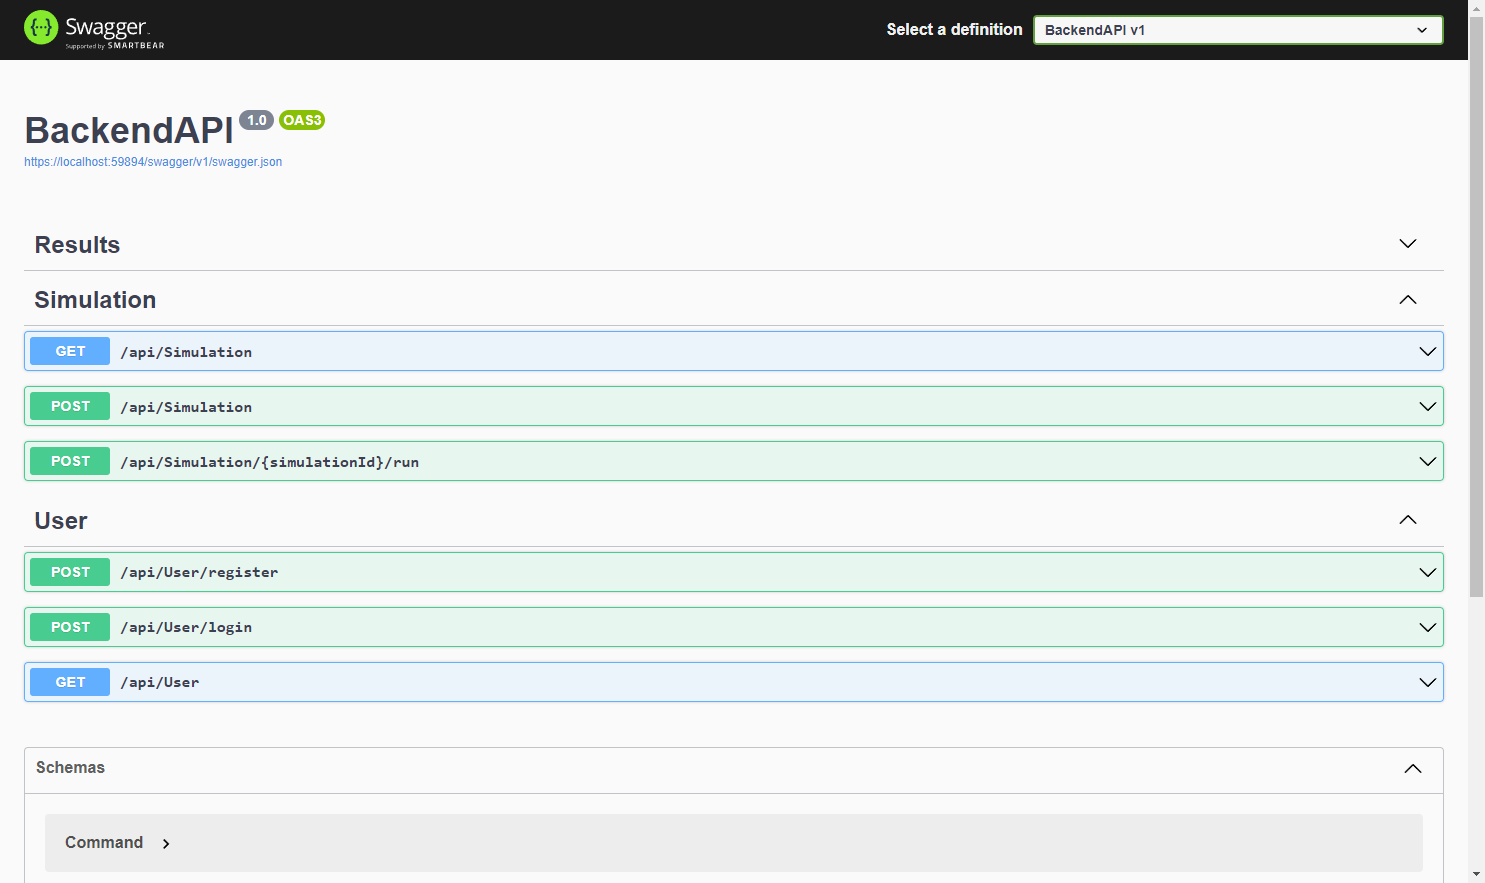 {...} Swagger
Supported by SMARTBEAR
Select a definition
BackendAPI v1
BackendAPI 1.0 OAS3
https://localhost:59894/swagger/v1/swagger.json
Results
Simulation
GET /api/Simulation
POST /api/Simulation
POST /api/Simulation/{simulationId}/run
User
POST /api/User/register
POST /api/User/login
GET /api/User
Schemas
Command